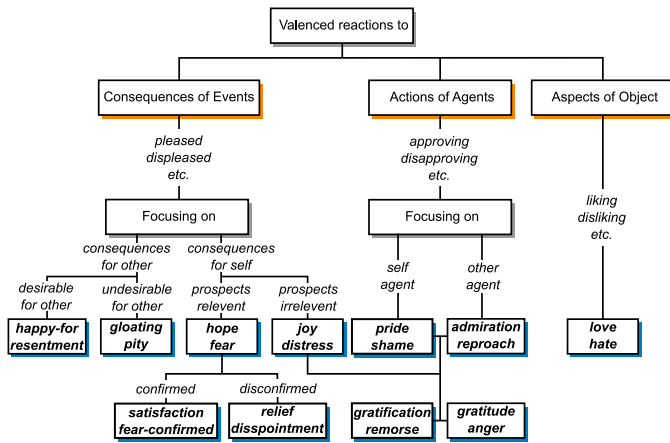 Valenced reactions to
Consequences of Events
Actions of Agents
Aspects of Object
pleased
displeased
etc.
approving
disapproving
etc.
liking
disliking
etc.
Focusing on
Focusing on
consequences
for other
consequences
for self
self
agent
other
agent
desirable
for other
undesirable
for other
prospects
relevent
prospects
irrelevent
happy-for
resentment
gloating
pity
hope
fear
joy
distress
pride
shame
admiration
reproach
love
hate
confirmed
disconfirmed
satisfaction
fear-confirmed
relief
disspointment
gratification
remorse
gratitude
anger